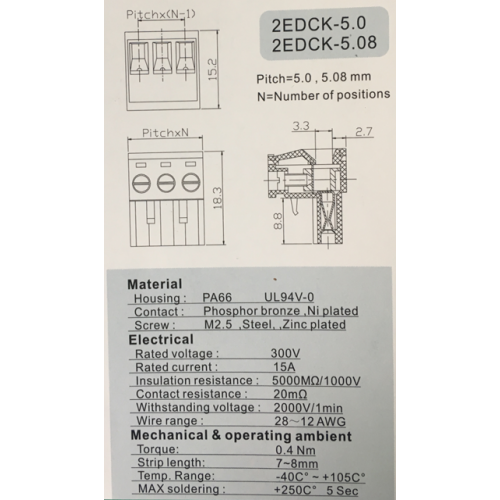 Pitchx(N-1)
15.2
2EDCK-5.0
2EDCK-5.08
Pitch=5.0 , 5.08 mm
N=Number of positions
PitchxN
18.3
3.3
2.7
8.8
Material
Housing : PA66 UL94V-0
Contact : Phosphor bronze ,Ni plated
Screw : M2.5 ,Steel, ,Zinc plated
Electrical
Rated voltage : 300V
Rated current : 15A
Insulation resistance : 5000MΩ/1000V
Contact resistance : 20mΩ
Withstanding voltage : 2000V/1min
Wire range : 28~12 AWG
Mechanical & operating ambient
Torque: 0.4 Nm
Strip length: 7~8mm
Temp. Range: -40C° ~ +105C°
MAX soldering : +250C° 5 Sec